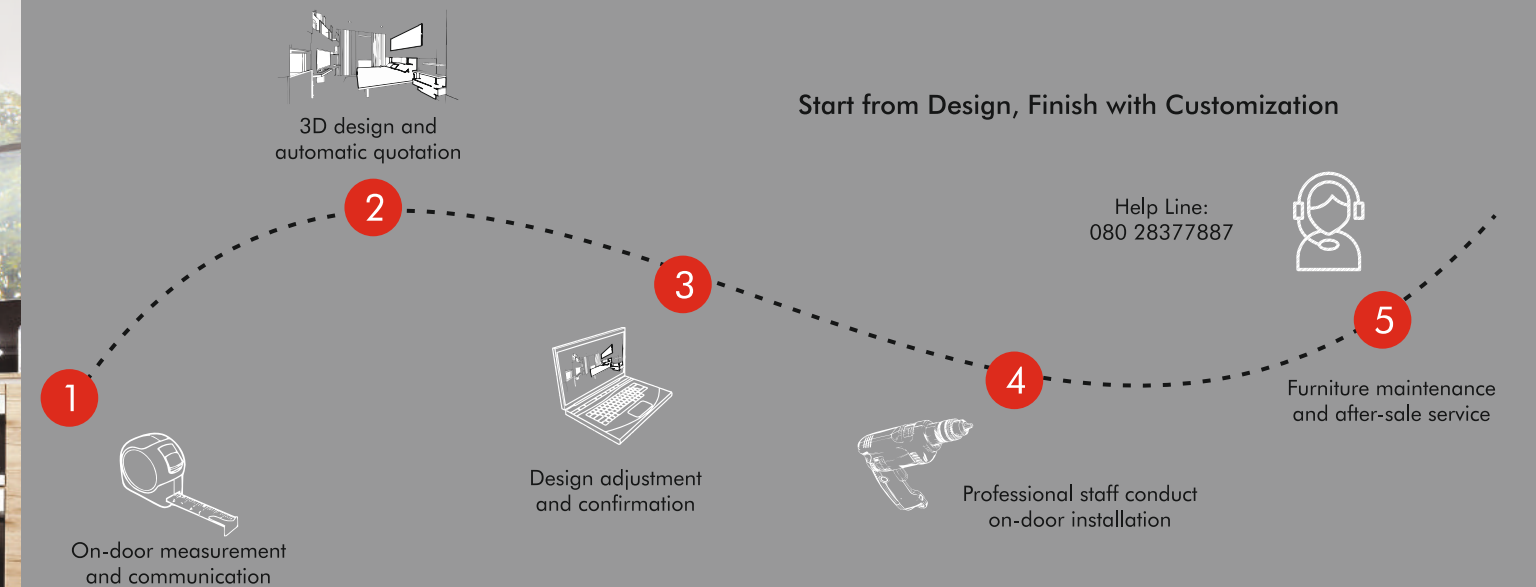 3D design and
automatic quotation
Start from Design, Finish with Customization
2
Help Line:
080 28377887
3
5
4
1
Furniture maintenance
and after-sale service
Design adjustment
and confirmation
Professional staff conduct
on-door installation
On-door measurement
and communication